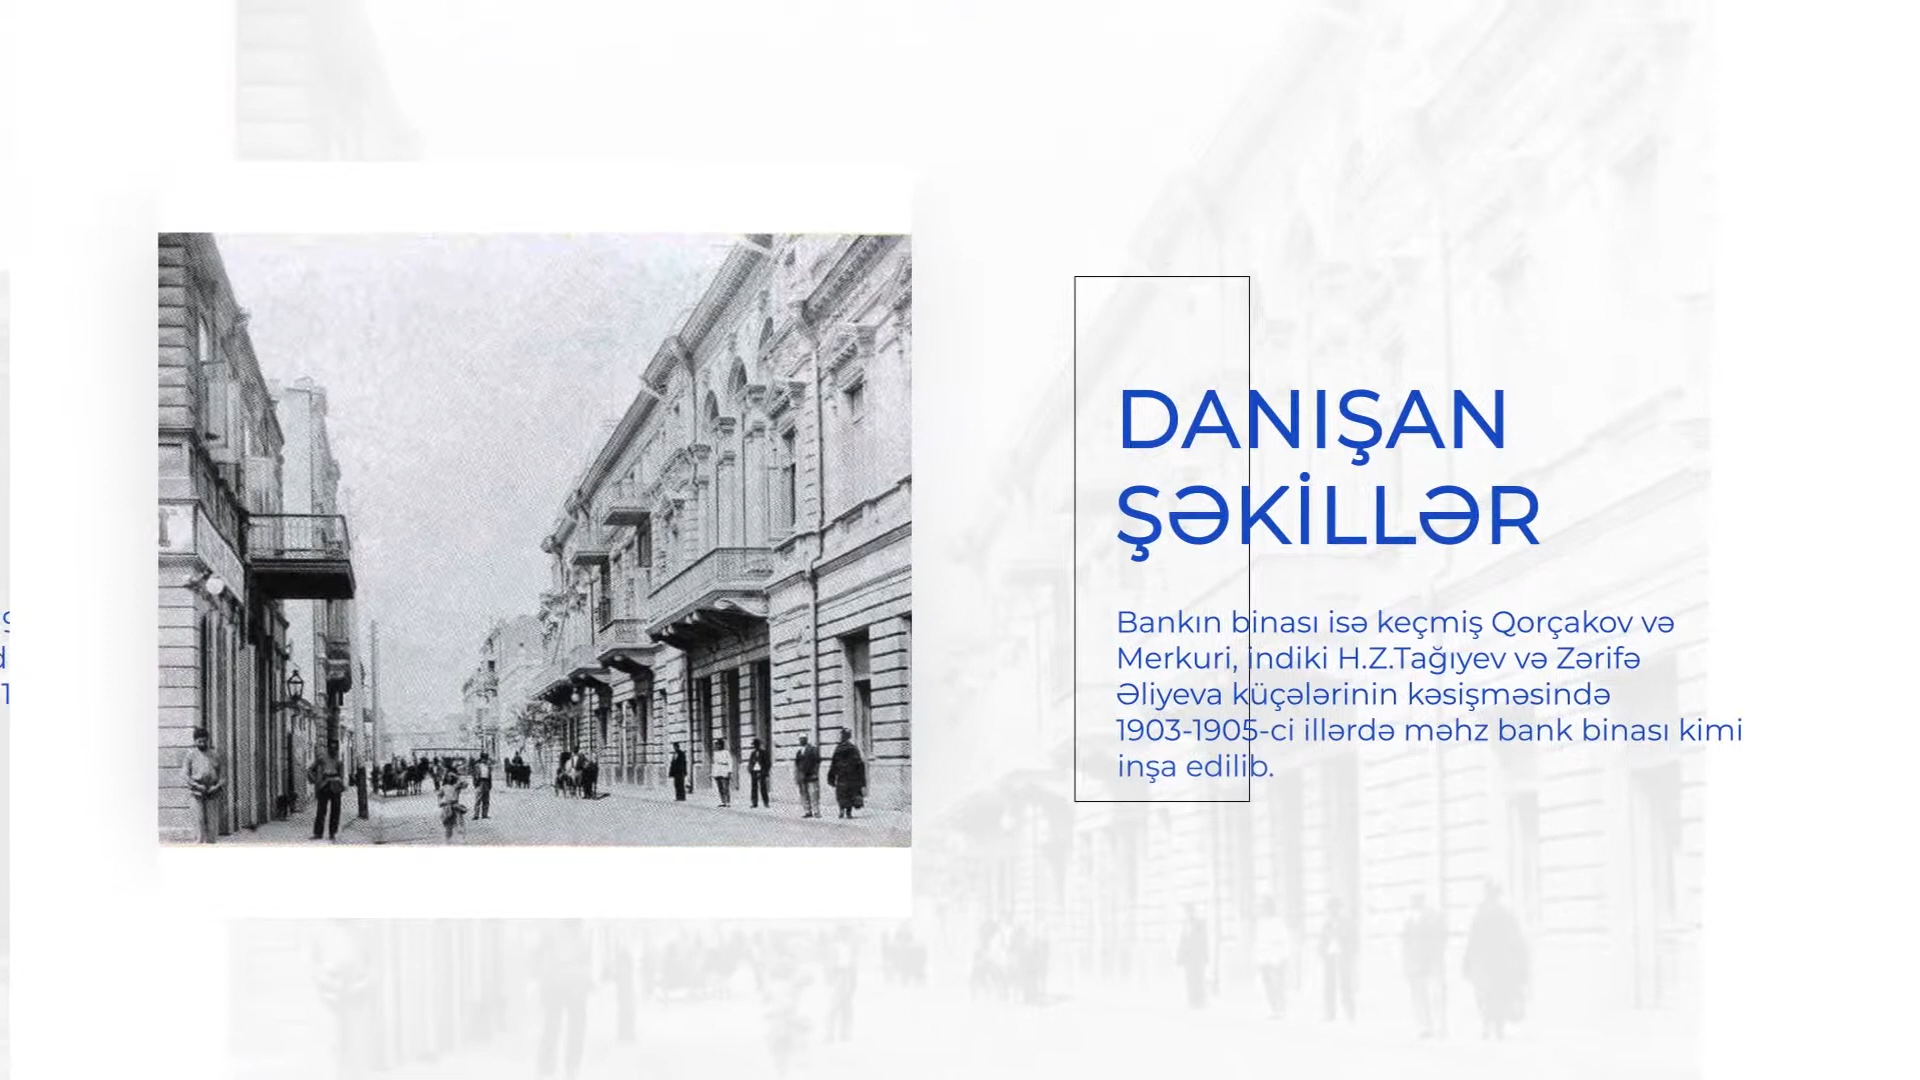 DANIŞAN
ŞƏKİLLƏR
Bankın binası isə keçmiş Qorçakov və
Merkuri, indiki H.Z.Tağıyev və Zərifə
Əliyeva küçələrinin kəsişməsində
1903-1905-ci illərdə məhz bank binası kimi
inşa edilib.